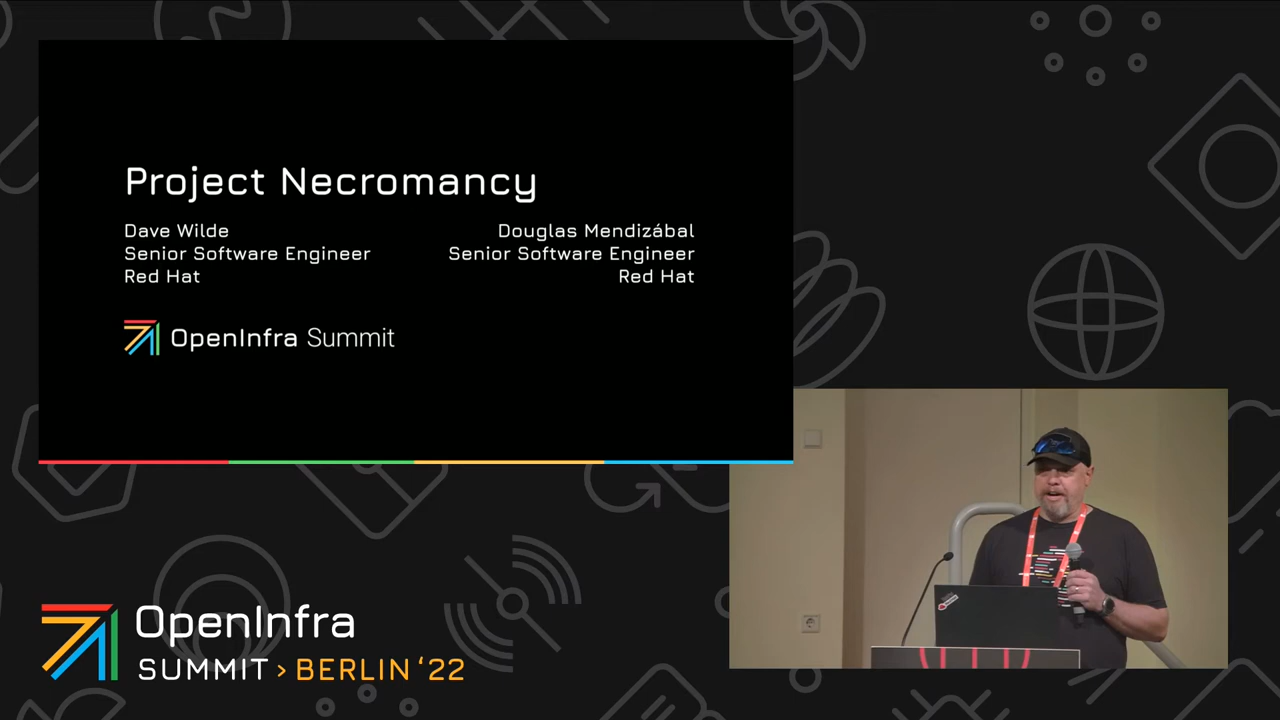 Project Necromancy
Dave Wilde
Senior Software Engineer
Red Hat
Douglas Mendizábal
Senior Software Engineer
Red Hat
OpenInfra Summit
OpenInfra
SUMMIT > BERLIN ‘22